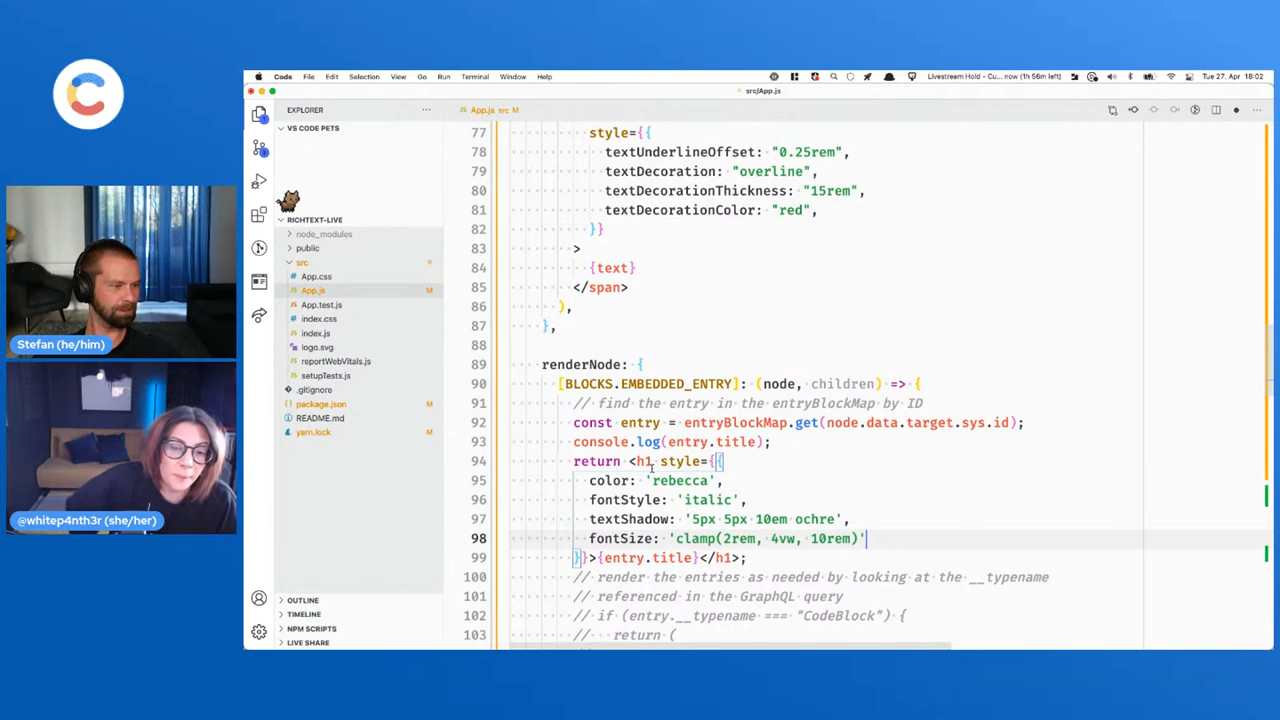 Code File Edit Selection View Go Run Terminal Window Help
Livestream Hold - Cu... now (1h 56m left)
Tue 27. Apr 18:02
src/App.js
EXPLORER
VS CODE PETS
RICHTEXT-LIVE
node_modules
public
src
App.css
App.js M
App.test.js
index.css
index.js
logo.svg
reportWebVitals.js
setupTests.js
.gitignore
package.json M
README.md
yarn.lock M
OUTLINE
TIMELINE
NPM SCRIPTS
LIVE SHARE
App.js src M
77 style={{
78 textUnderlineOffset: "0.25rem",
79 textDecoration: "overline",
80 textDecorationThickness: "15rem",
81 textDecorationColor: "red",
82 }}
83 >
84 {text}
85 </span>
86 ),
87 },
88
89 renderNode: {
90 [BLOCKS.EMBEDDED_ENTRY]: (node, children) => {
91 // find the entry in the entryBlockMap by ID
92 const entry = entryBlockMap.get(node.data.target.sys.id);
93 console.log(entry.title);
94 return <h1 style={{
95 color: 'rebecca',
96 fontStyle: 'italic',
97 textShadow: '5px 5px 10em ochre',
98 fontSize: 'clamp(2rem, 4vw, 10rem)'
99 }}>{entry.title}</h1>;
100 // render the entries as needed by looking at the __typename
101 // referenced in the GraphQL query
102 // if (entry.__typename === "CodeBlock") {
103 // return (
Stefan (he/him)
@whitep4nth3r (she/her)